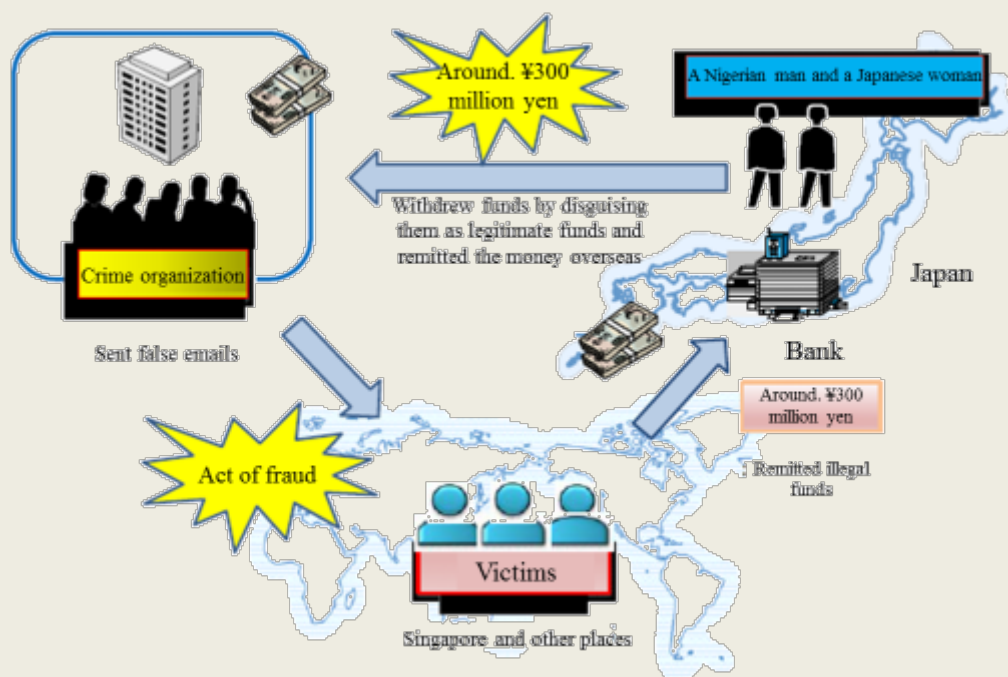 Around. ¥300
million yen
A Nigerian man and a Japanese woman
Withdrew funds by disguising
them as legitimate funds and
remitted the money overseas
Crime organization
Japan
Sent false emails
Bank
Around. ¥300
million yen
Act of fraud
Remitted illegal
funds
Victims
Singapore and other places